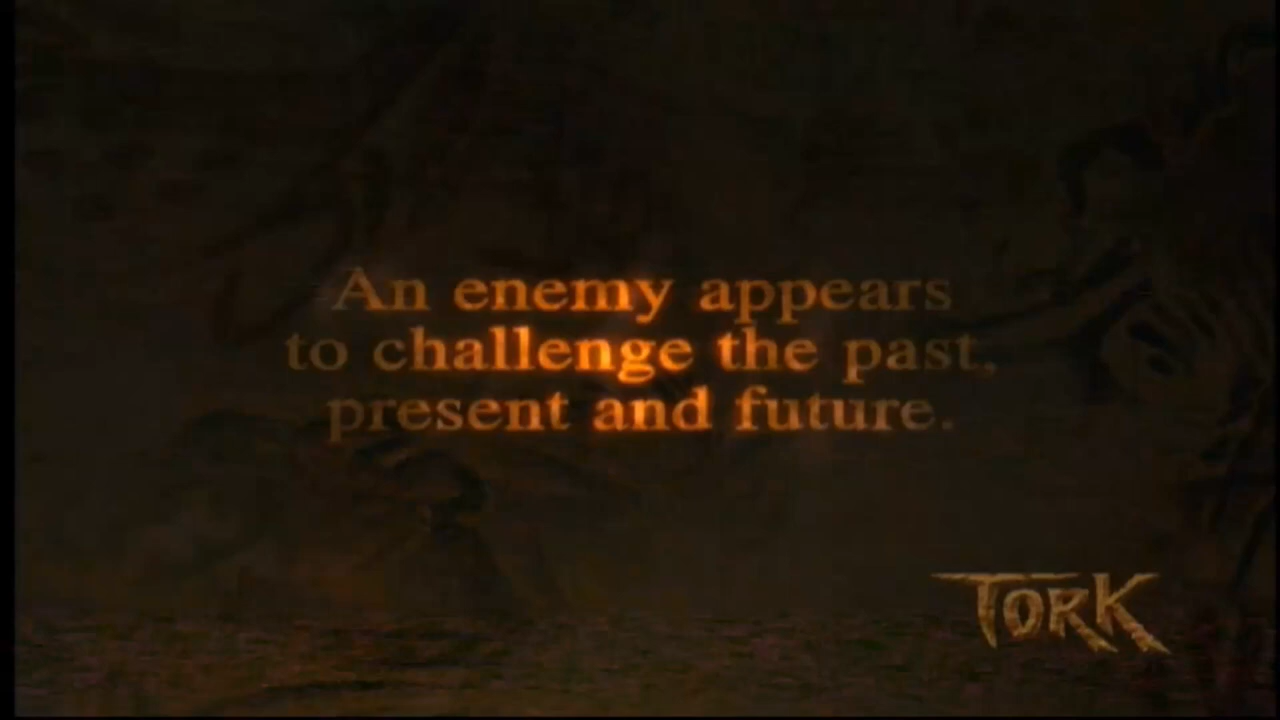 An enemy appears
to challenge the past,
present and future.
TORK